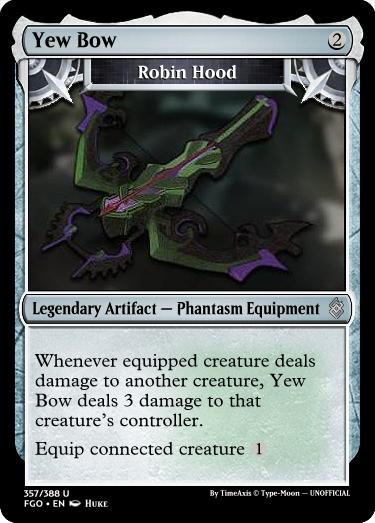 Yew Bow 2
Robin Hood
Legendary Artifact — Phantasm Equipment
Whenever equipped creature deals
damage to another creature, Yew
Bow deals 3 damage to that
creature's controller.
Equip connected creature 1
357/388 U
FGO • EN Huke
By TimeAxis © Type-Moon — UNOFFICIAL